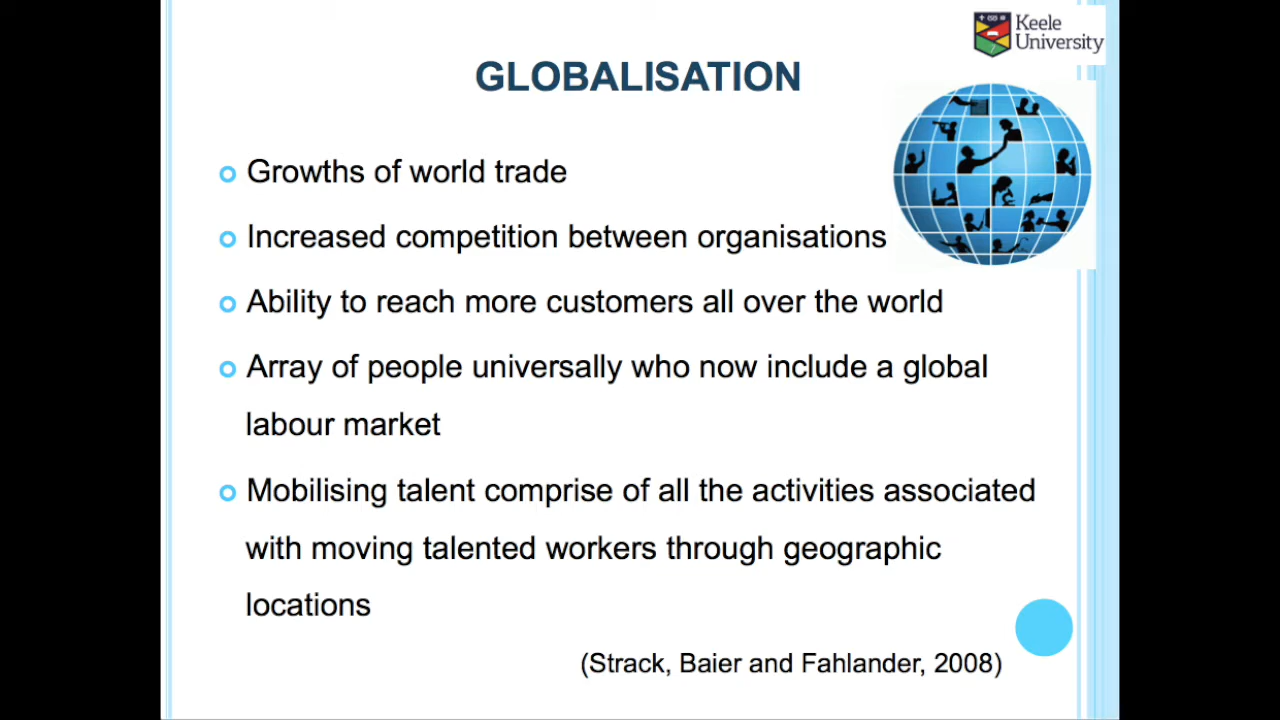 Keele
University
GLOBALISATION
Growths of world trade
Increased competition between organisations
Ability to reach more customers all over the world
Array of people universally who now include a global
labour market
Mobilising talent comprise of all the activities associated
with moving talented workers through geographic
locations
(Strack, Baier and Fahlander, 2008)